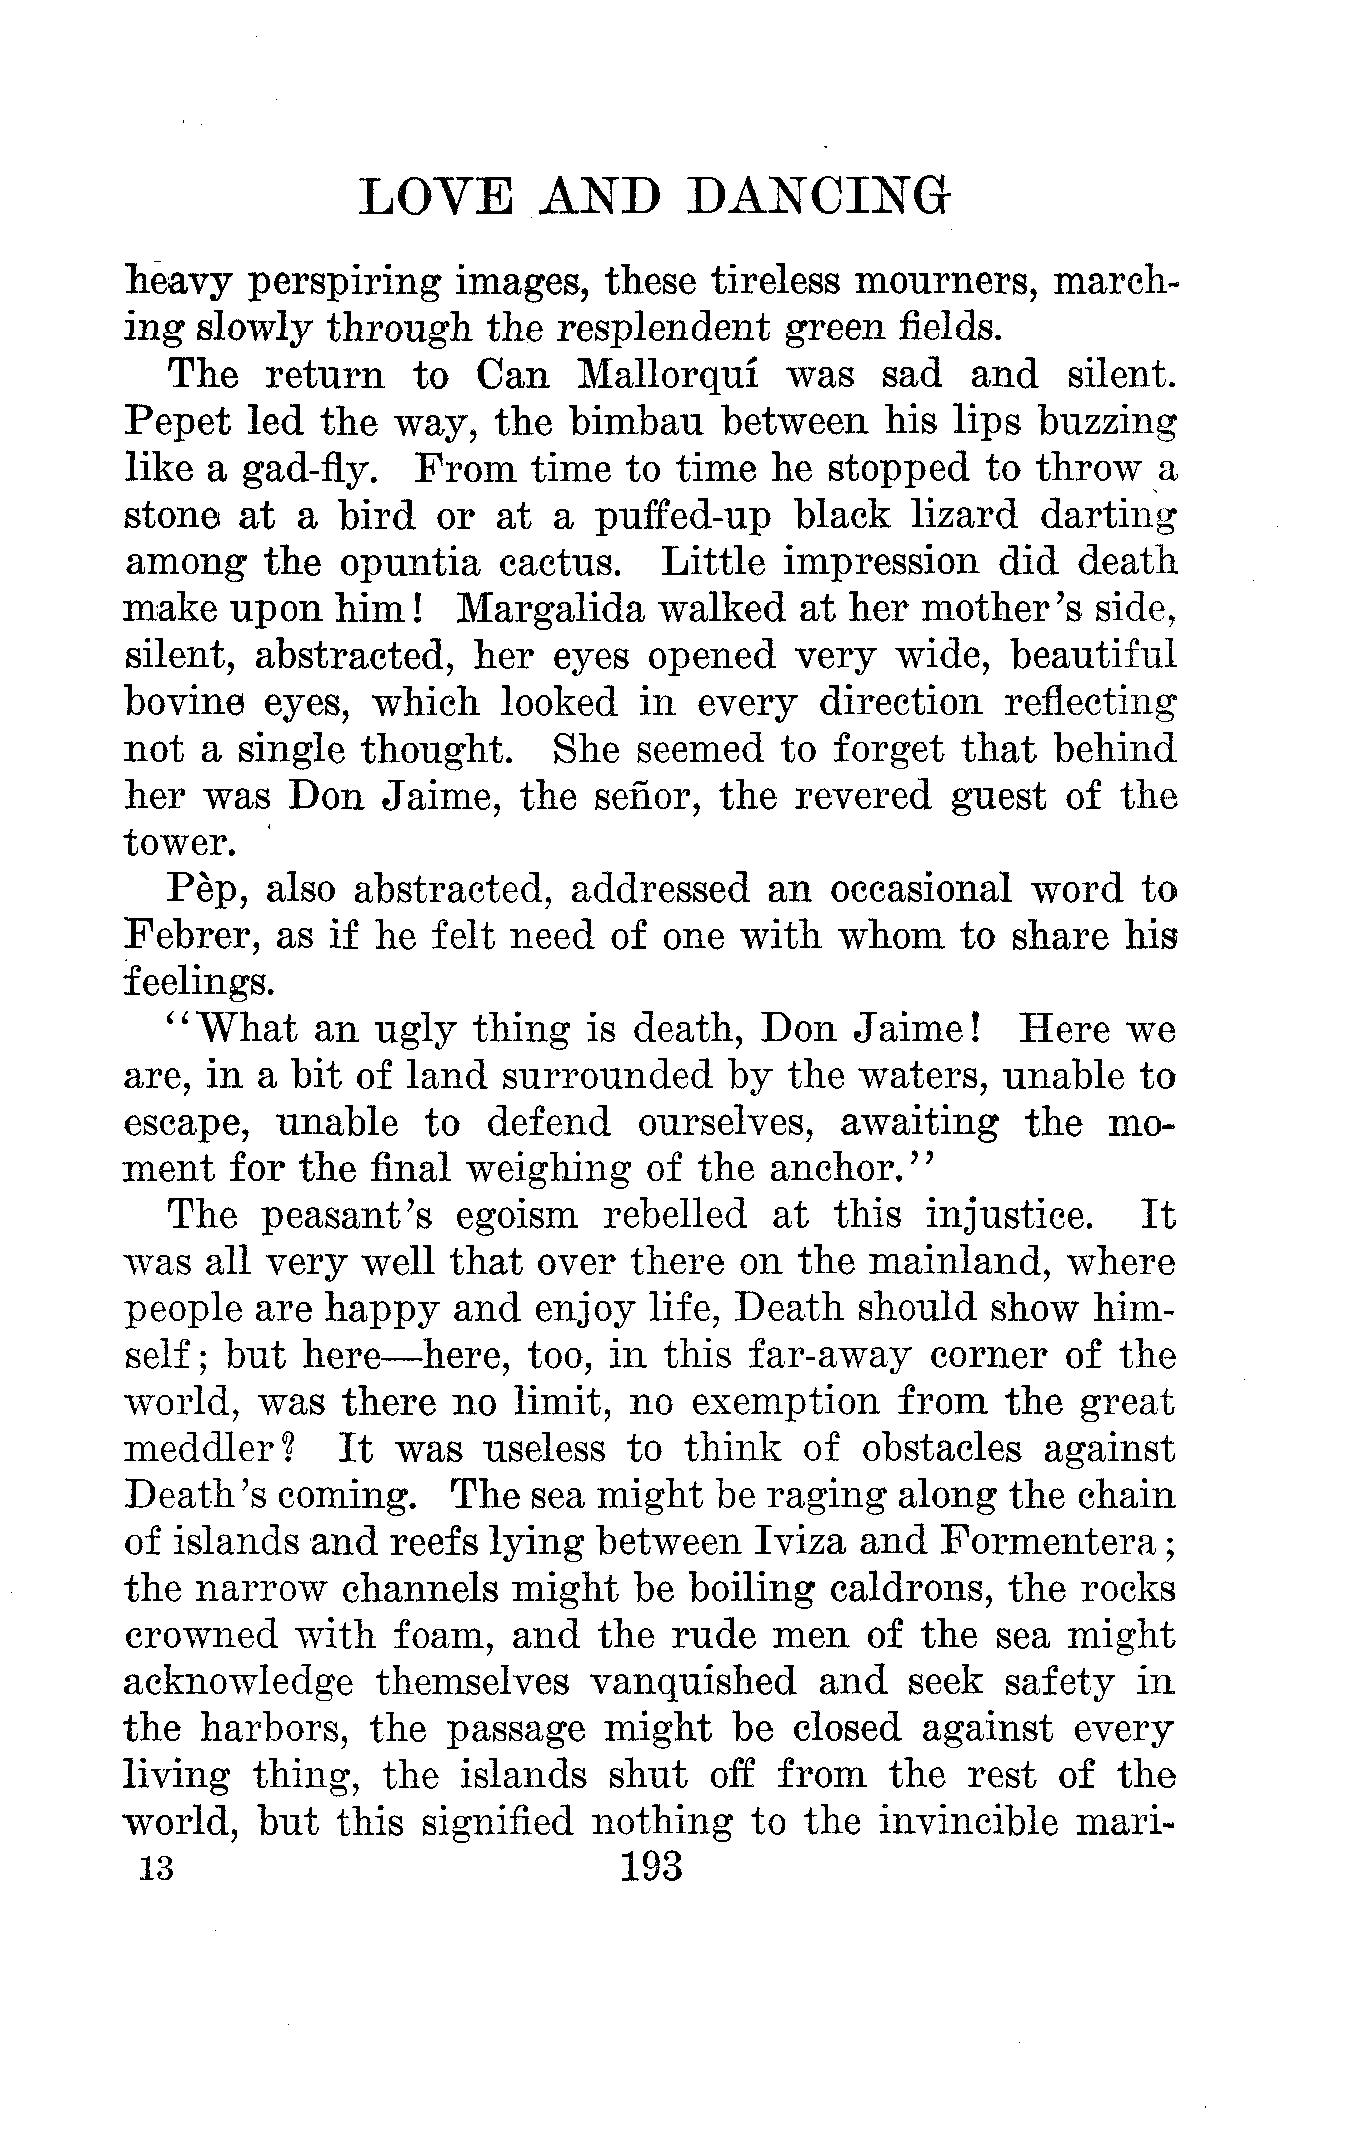 LOVE AND DANCING
heavy perspiring images, these tireless mourners, march-
ing slowly through the resplendent green fields.
The return to Can Mallorquí was sad and silent.
Pepet led the way, the bimbau between his lips buzzing
like a gad-fly. From time to time he stopped to throw a
stone at a bird or at a puffed-up black lizard darting
among the opuntia cactus. Little impression did death
make upon him! Margalida walked at her mother's side,
silent, abstracted, her eyes opened very wide, beautiful
bovine eyes, which looked in every direction reflecting
not a single thought. She seemed to forget that behind
her was Don Jaime, the señor, the revered guest of the
tower.
Pèp, also abstracted, addressed an occasional word to
Febrer, as if he felt need of one with whom to share his
feelings.
"What an ugly thing is death, Don Jaime! Here we
are, in a bit of land surrounded by the waters, unable to
escape, unable to defend ourselves, awaiting the mo-
ment for the final weighing of the anchor."
The peasant's egoism rebelled at this injustice. It
was all very well that over there on the mainland, where
people are happy and enjoy life, Death should show him-
self; but here—here, too, in this far-away corner of the
world, was there no limit, no exemption from the great
meddler? It was useless to think of obstacles against
Death's coming. The sea might be raging along the chain
of islands and reefs lying between Iviza and Formentera;
the narrow channels might be boiling caldrons, the rocks
crowned with foam, and the rude men of the sea might
acknowledge themselves vanquished and seek safety in
the harbors, the passage might be closed against every
living thing, the islands shut off from the rest of the
world, but this signified nothing to the invincible mari-
13 193